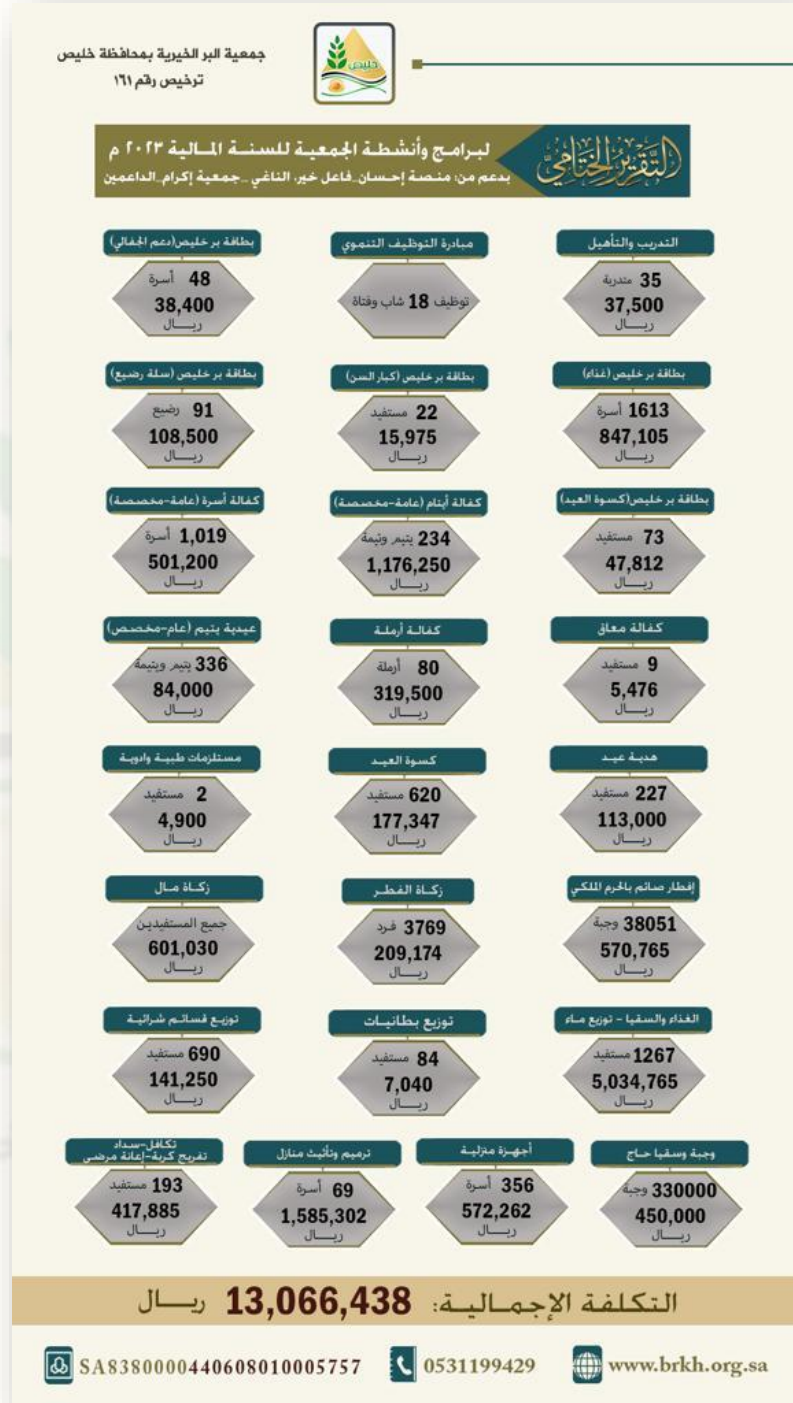 جمعية البر الخيرية بمحافظة خليص
ترخيص رقم ١٦١
خليص
التقرير الختامي
لبرامج وأنشطة الجمعية للسنة المالية ٢٠٢٣ م
بدعم من: منصة إحسان_فاعل خير، الناغي _جمعية إكرام_الداعمين
التدريب والتأهيل
35 متدربة
37,500
ريال
مبادرة التوظيف التنموي
توظيف 18 شاب وفتاة
بطاقة بر خليص(دعم الجفالي)
48 أسرة
38,400
ريال
بطاقة بر خليص (غذاء)
1613 أسرة
847,105
ريال
بطاقة بر خليص (كبار السن)
22 مستفيد
15,975
ريال
بطاقة بر خليص (سلة رضيع)
91 رضيع
108,500
ريال
بطاقة بر خليص(كسوة العيد)
73 مستفيد
47,812
ريال
كفالة أيتام (عامة-مخصصة)
234 يتيم وتيمة
1,176,250
ريال
كفالة أسرة (عامة-مخصصة)
1,019 أسرة
501,200
ريال
كفالة معاق
9 مستفيد
5,476
ريال
كفالة أرملة
80 أرملة
319,500
ريال
عيدية يتيم (عام-مخصص)
336 يتيم ويتيمة
84,000
ريال
هدية عيد
227 مستفيد
113,000
ريال
كسوة العيد
620 مستفيد
177,347
ريال
مستلزمات طبية وادوية
2 مستفيد
4,900
ريال
إفطار صائم بالحرم الملكي
38051 وجبة
570,765
ريال
زكاة الفطر
3769 فرد
209,174
ريال
زكاة مال
جميع المستفيدين
601,030
ريال
الغذاء والسقيا - توزيع ماء
1267 مستفيد
5,034,765
ريال
توزيع بطانيات
84 مستفيد
7,040
ريال
توزيع قسائم شرائية
690 مستفيد
141,250
ريال
وجبة وسقيا حاج
330000 وجبة
450,000
ريال
أجهزة منزلية
356 أسرة
572,262
ريال
ترميم وتأثيث منازل
69 أسرة
1,585,302
ريال
تكافل-سداد
تفريج كربة-إعانة مرضى
193 مستفيد
417,885
ريال
التكلفة الإجمالية: 13,066,438 ريال
SA8380000440608010005757
0531199429
www.brkh.org.sa